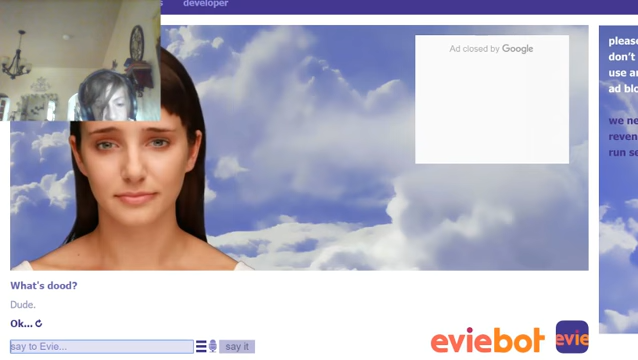 s developer
Ad closed by Google
please
don't
use a
ad blo
we ne
reven
run se
What's dood?
Dude.
Ok...
say to Evie...
say it
eviebot
evie